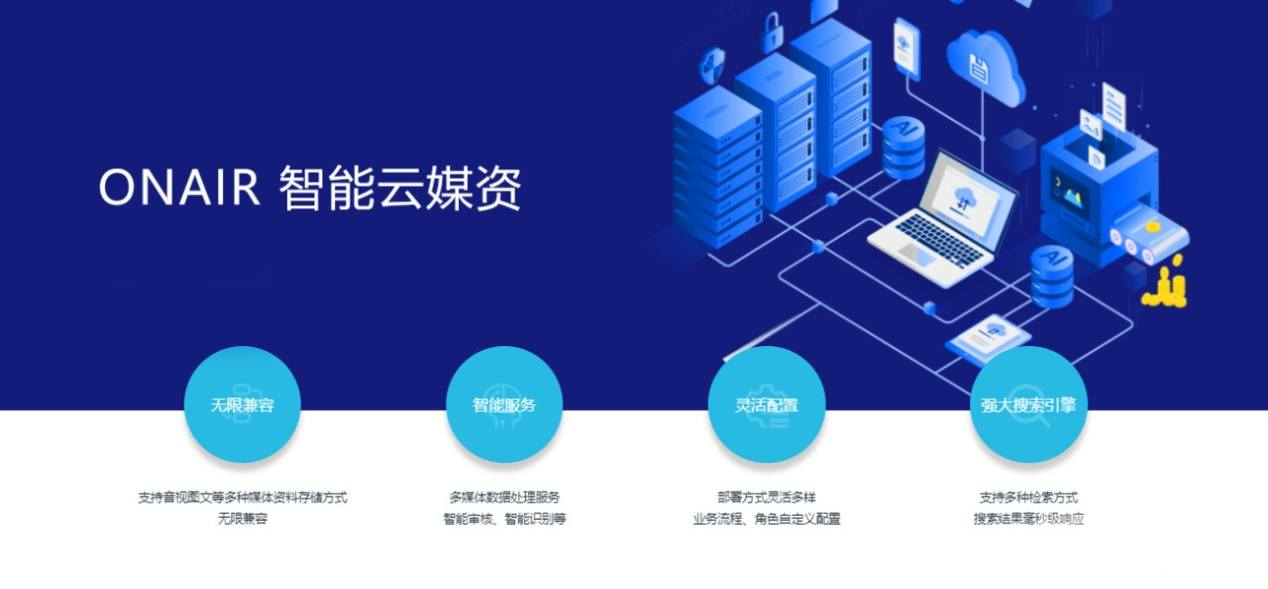 ONAIR 智能云媒资
AI
AI
无限兼容
智能服务
灵活配置
强大搜索引擎
支持音视图文等多种媒体资料存储方式
无限兼容
多媒体数据处理服务
智能审核、智能识别等
部署方式灵活多样
业务流程、角色自定义配置
支持多种检索方式
搜索结果毫秒级响应